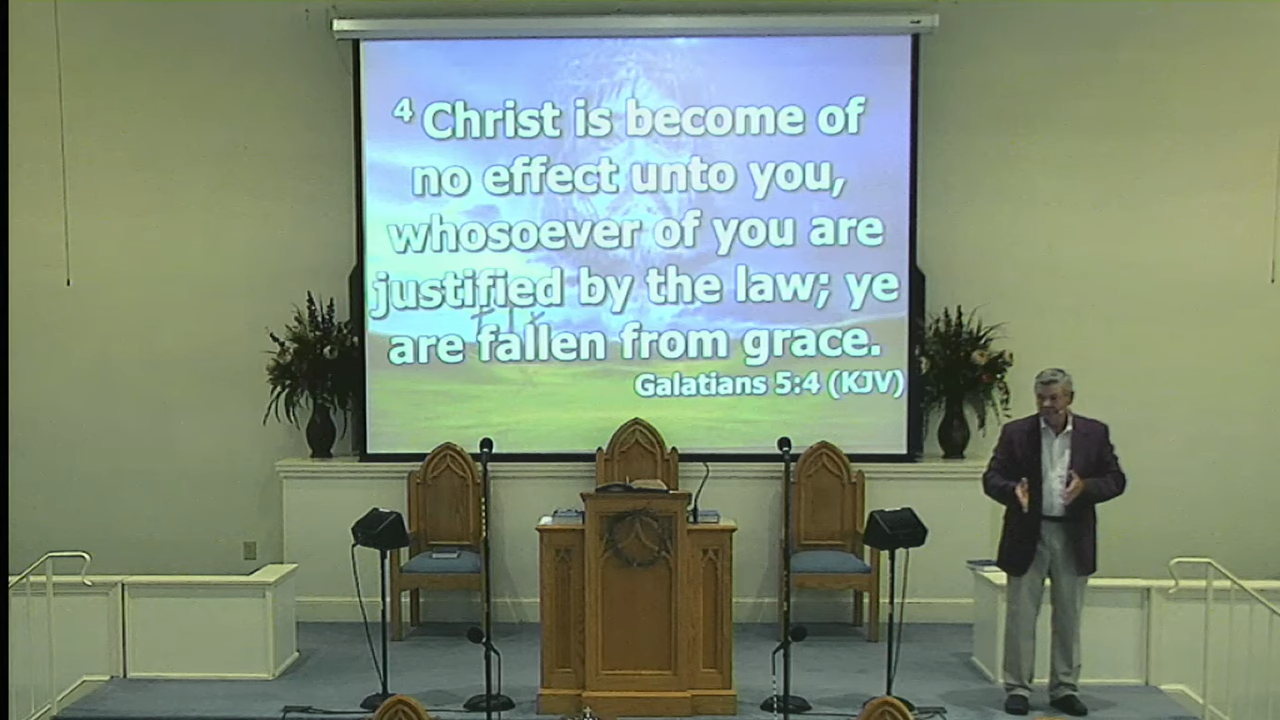 4 Christ is become of
no effect unto you,
whosoever of you are
justified by the law; ye
are fallen from grace.
Galatians 5:4 (KJV)